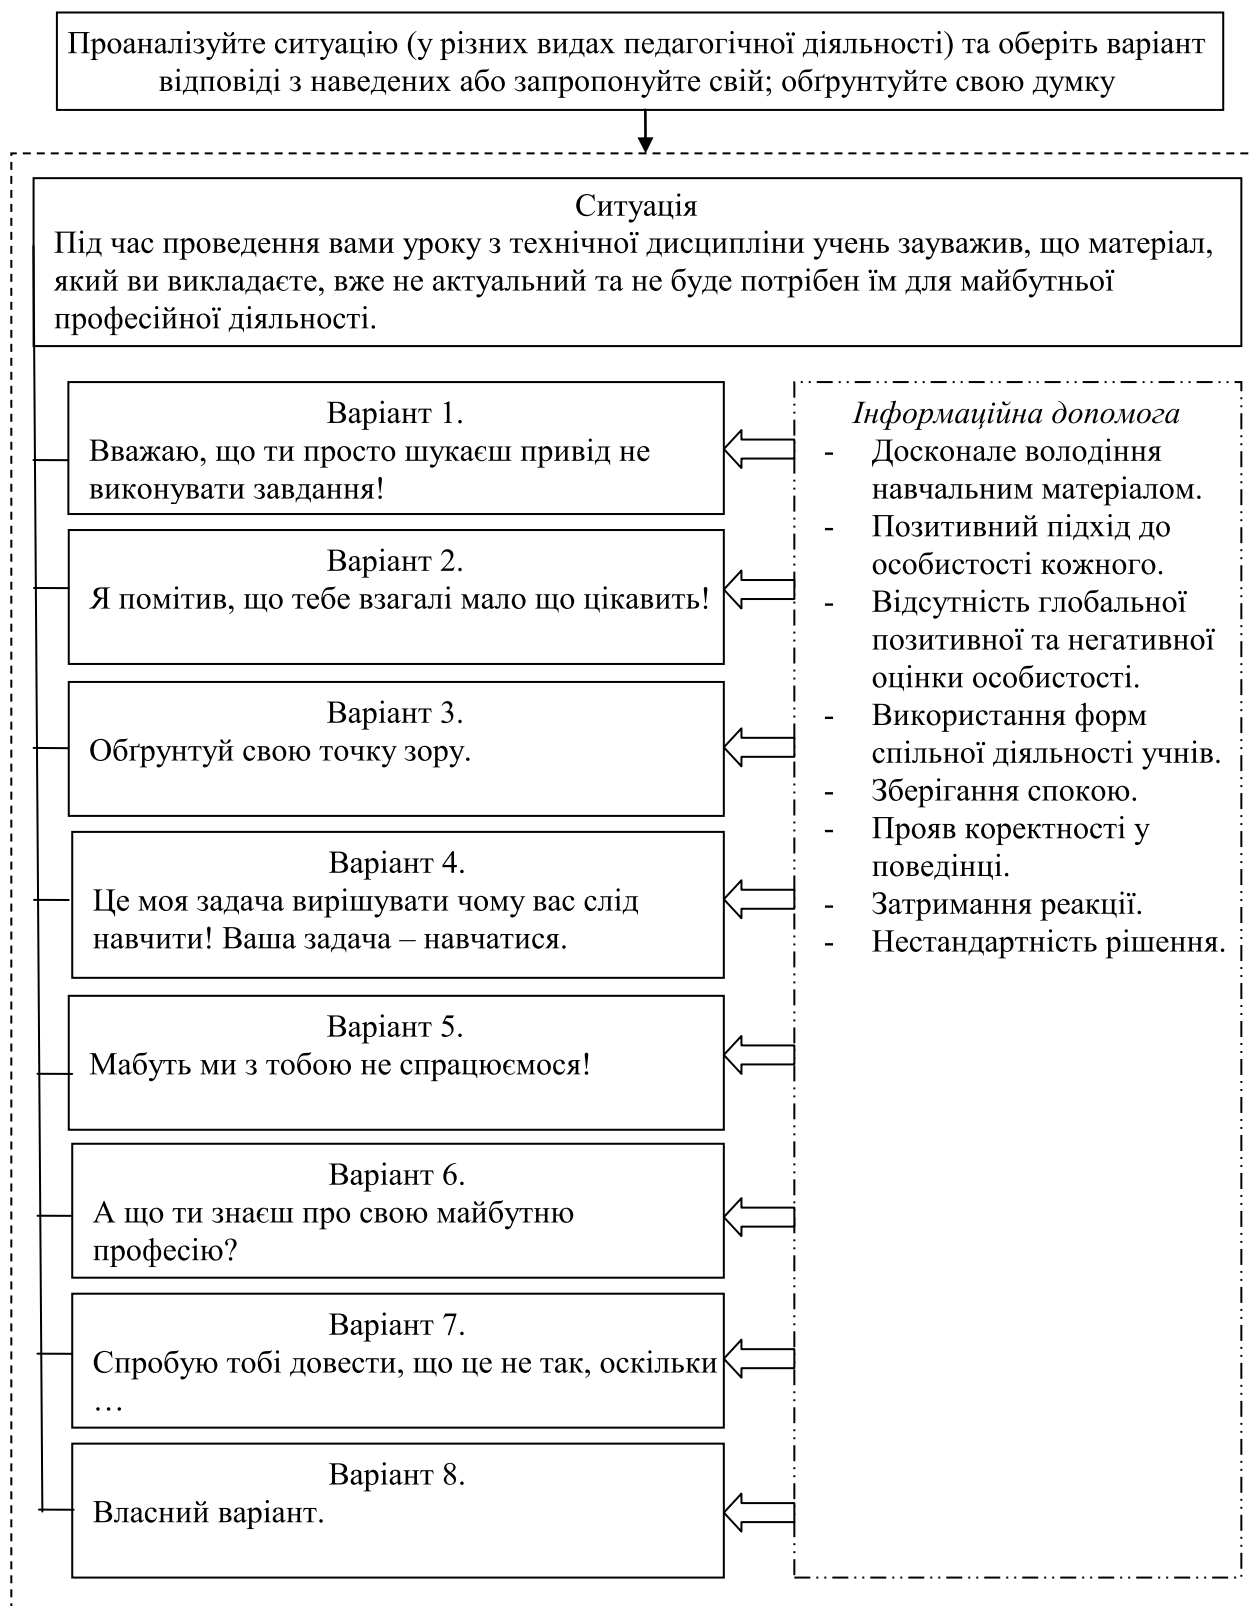 Проаналізуйте ситуацію (у різних видах педагогічної діяльності) та оберіть варіант
відповіді з наведених або запропонуйте свій; обґрунтуйте свою думку
Ситуація
Під час проведення вами уроку з технічної дисципліни учень зауважив, що матеріал,
який ви викладаєте, вже не актуальний та не буде потрібен їм для майбутньої
професійної діяльності.
Варіант 1.
Вважаю, що ти просто шукаєш привід не
виконувати завдання!
Варіант 2.
Я помітив, що тебе взагалі мало що цікавить!
Варіант 3.
Обґрунтуй свою точку зору.
Варіант 4.
Це моя задача вирішувати чому вас слід
навчити! Ваша задача – навчатися.
Варіант 5.
Мабуть ми з тобою не спрацюємося!
Варіант 6.
А що ти знаєш про свою майбутню
професію?
Варіант 7.
Спробую тобі довести, що це не так, оскільки
…
Варіант 8.
Власний варіант.
Інформаційна допомога
- Досконале володіння
навчальним матеріалом.
- Позитивний підхід до
особистості кожного.
- Відсутність глобальної
позитивної та негативної
оцінки особистості.
- Використання форм
спільної діяльності учнів.
- Зберігання спокою.
- Прояв коректності у
поведінці.
- Затримання реакції.
- Нестандартність рішення.